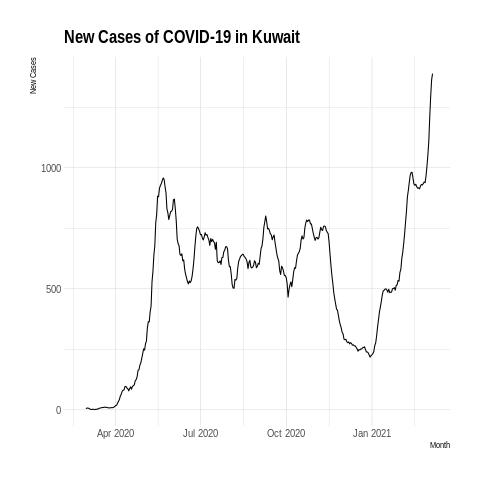 New Cases of COVID-19 in Kuwait
New Cases
1000
500
0
Apr 2020
Jul 2020
Oct 2020
Jan 2021
Month